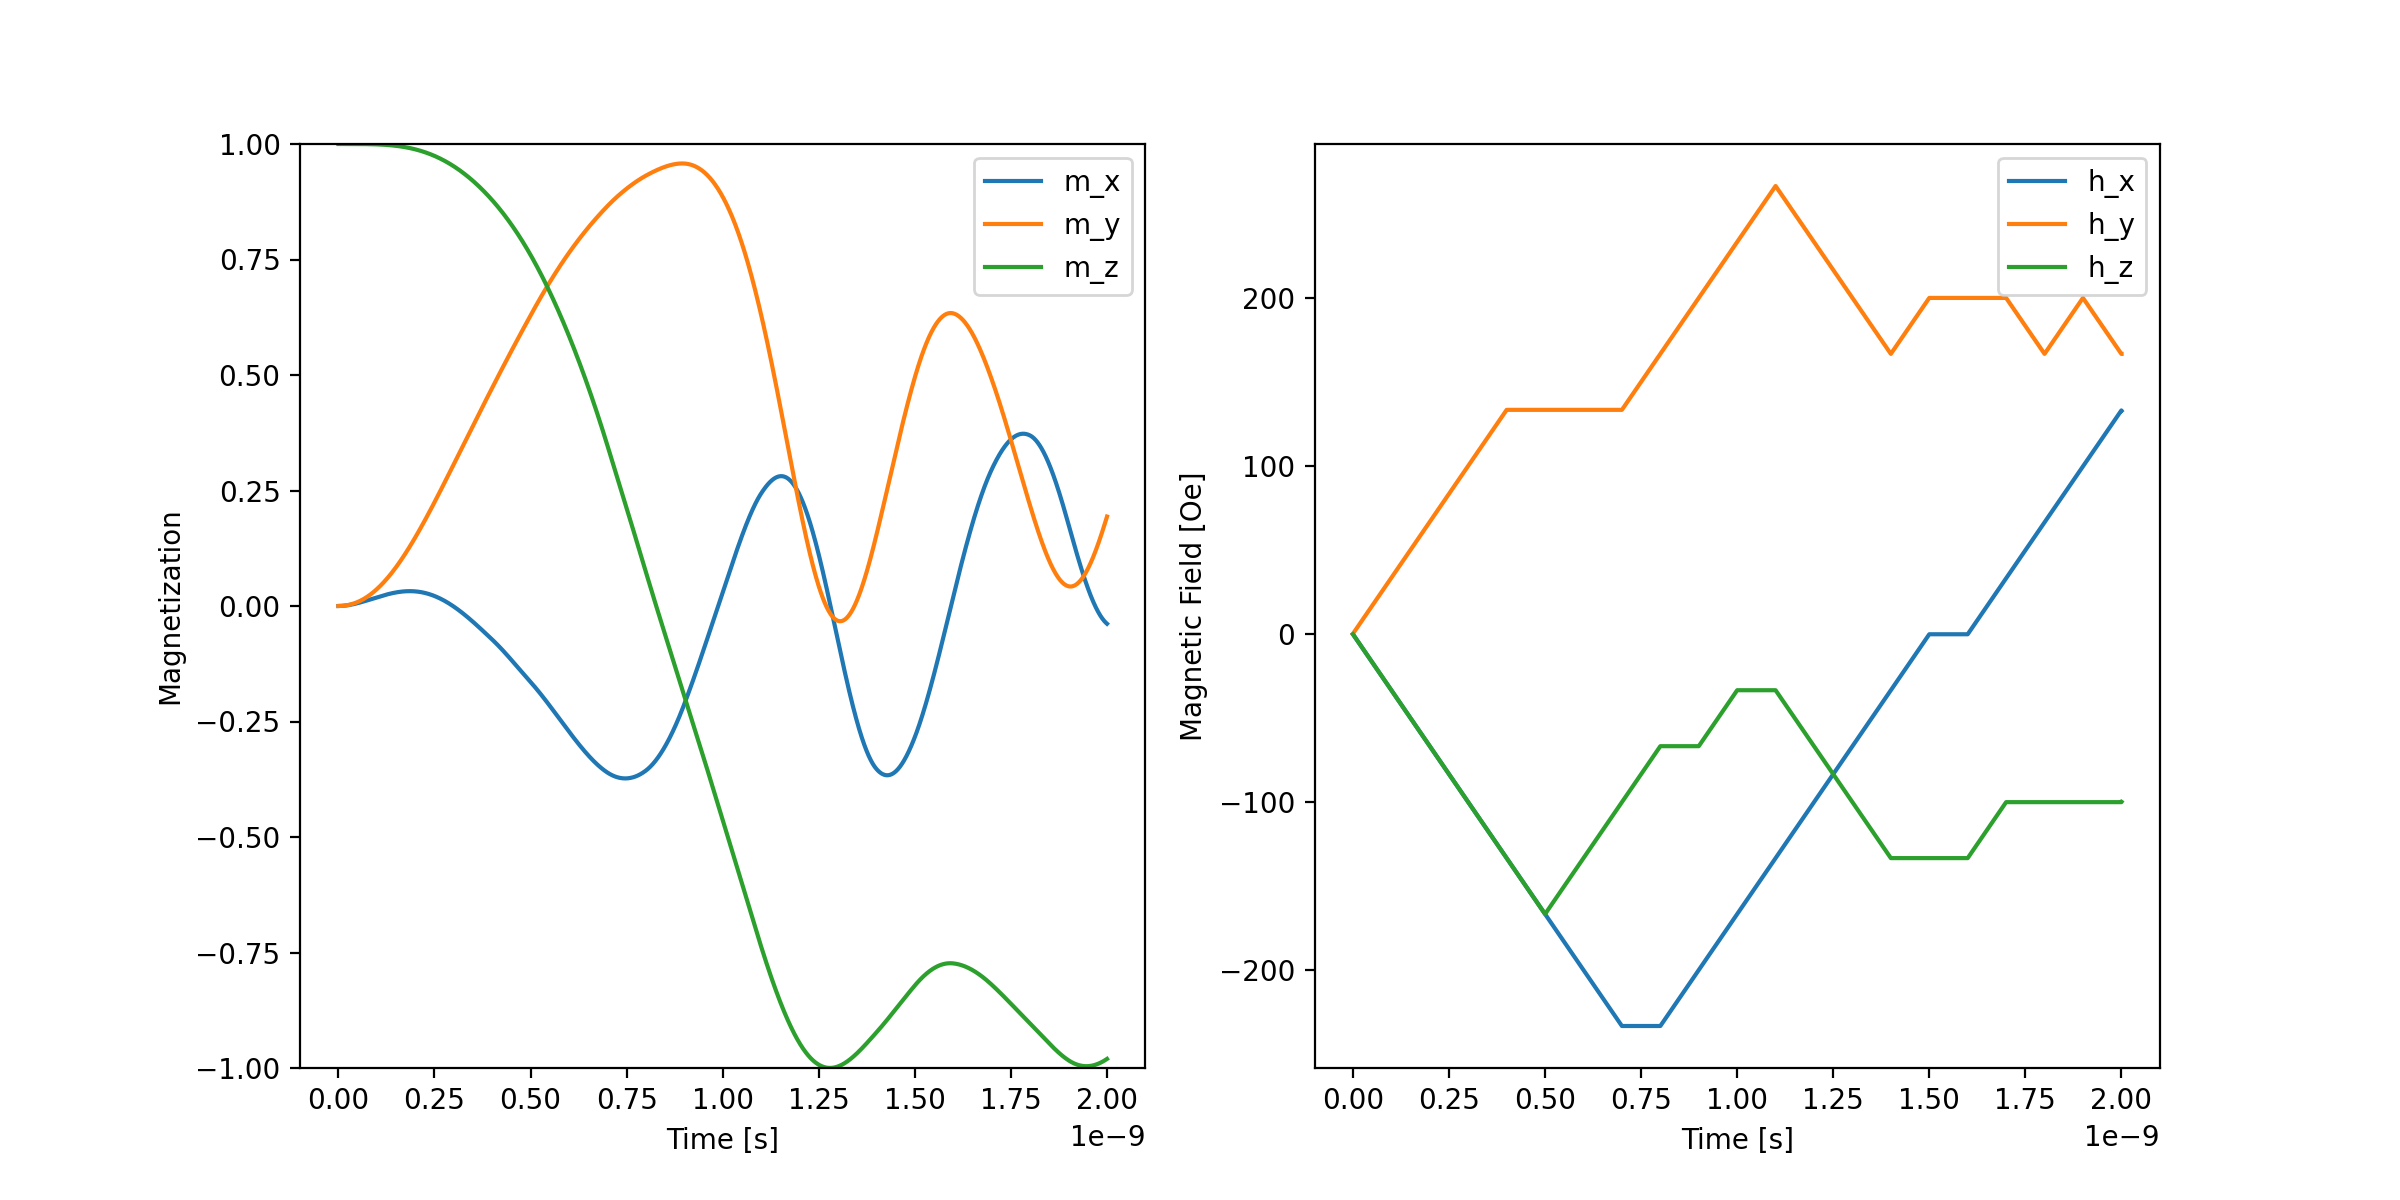 1.00
0.75
0.50
0.25
0.00
−0.25
−0.50
−0.75
−1.00
Magnetization
m_x
m_y
m_z
0.00 0.25 0.50 0.75 1.00 1.25 1.50 1.75 2.00
Time [s]
1e−9
200
100
0
−100
−200
Magnetic Field [Oe]
h_x
h_y
h_z
0.00 0.25 0.50 0.75 1.00 1.25 1.50 1.75 2.00
Time [s]
1e−9